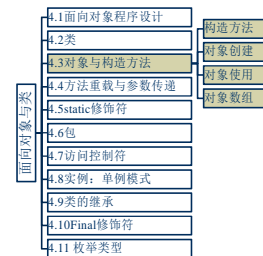 面向对象与类
4.1面向对象程序设计
4.2类
4.3对象与构造方法
4.4方法重载与参数传递
4.5static修饰符
4.6包
4.7访问控制符
4.8实例：单例模式
4.9类的继承
4.10Final修饰符
4.11 枚举类型
构造方法
对象创建
对象使用
对象数组